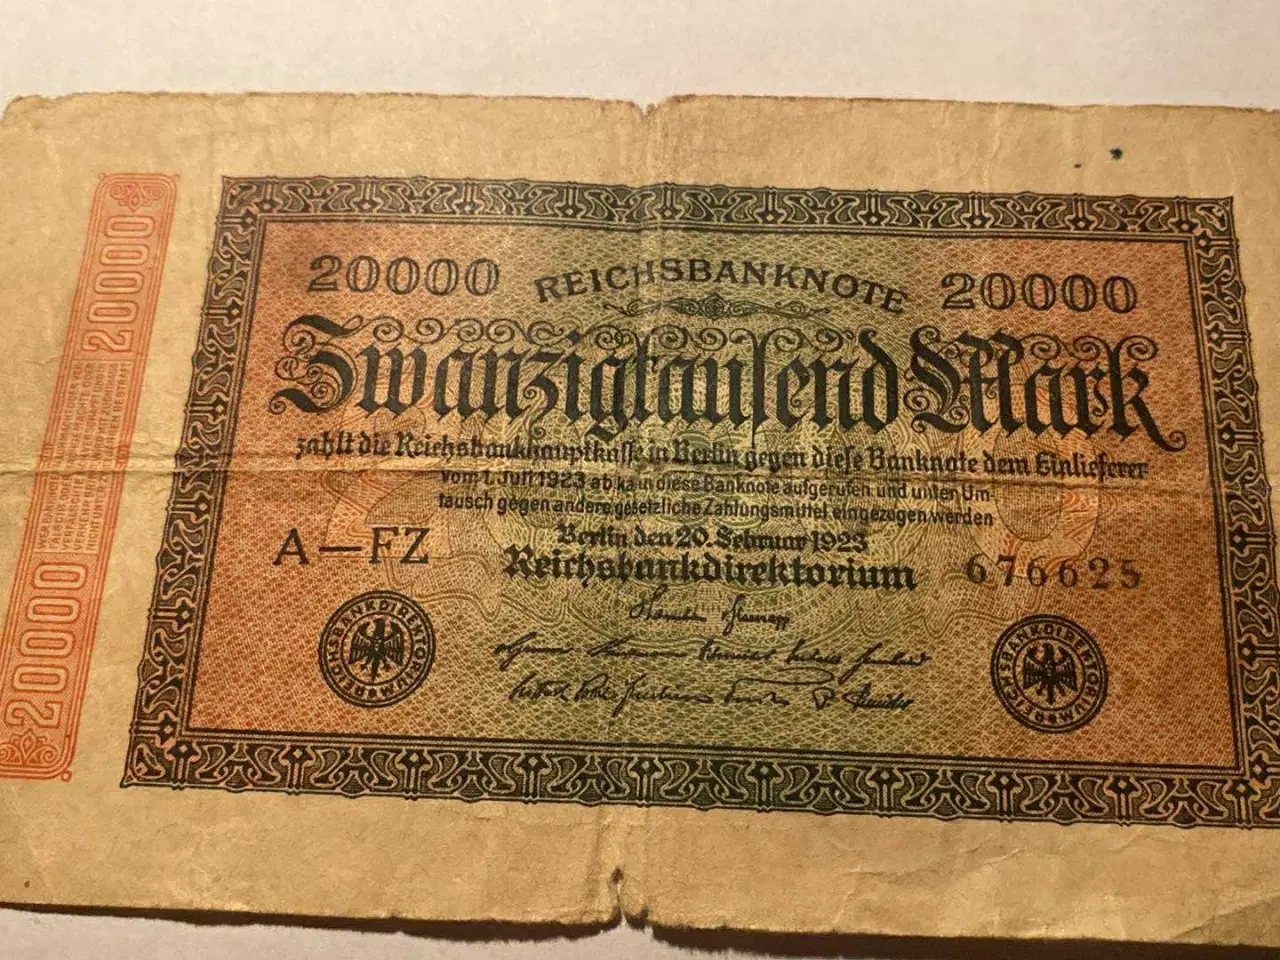 20000 REICHSBANKNOTE 20000
Zwanzigtausend Mark
zahlt die Reichsbankhauptkasse in Berlin gegen diese Banknote dem Einlieferer
Vom 1. Juli 1923 ab kann diese Banknote aufgerufen und unter Um-
tausch gegen andere gesetzliche Zahlungsmittel eingezogen werden
Berlin den 20. Februar 1923
A—FZ Reichsbankdirektorium 676625
REICHSBANKDIREKTORIUM
REICHSBANKDIREKTORIUM
20000
20000